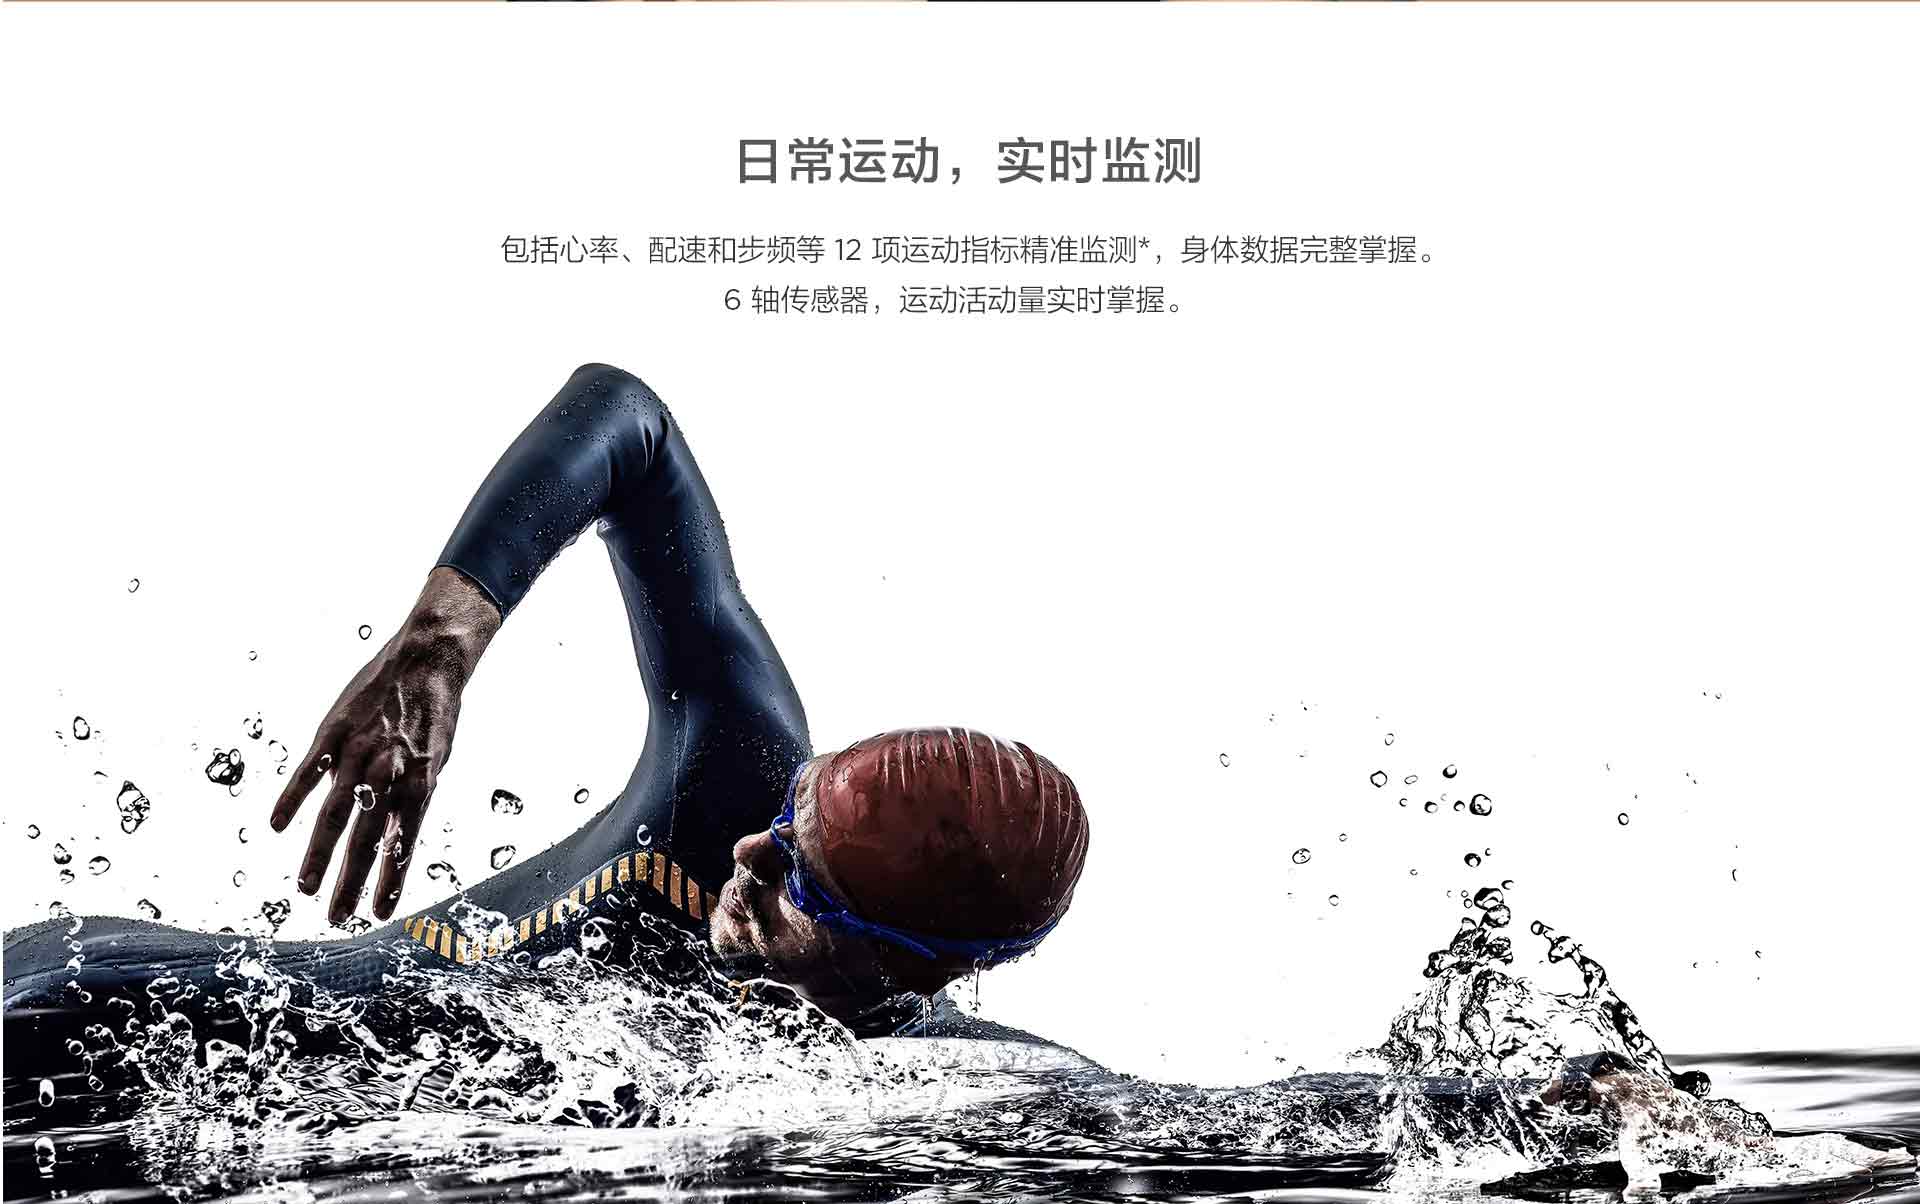 日常运动，实时监测
包括心率、配速和步频等 12 项运动指标精准监测*，身体数据完整掌握。
6 轴传感器，运动活动量实时掌握。